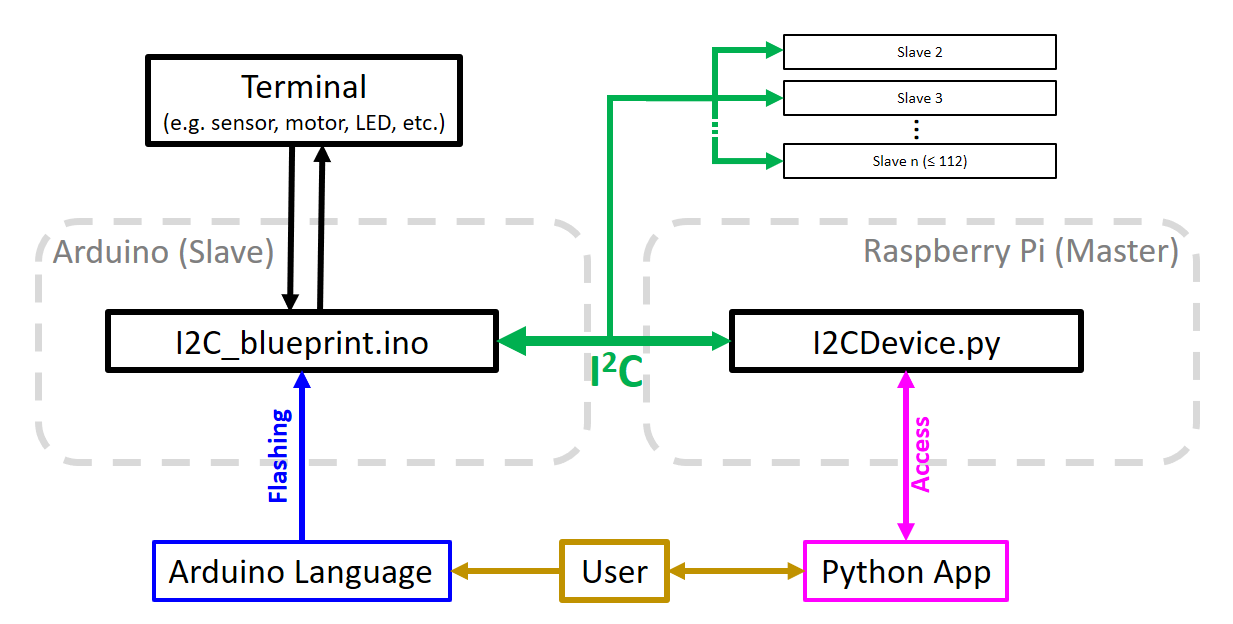 Terminal
(e.g. sensor, motor, LED, etc.)
Slave 2
Slave 3
⋮
Slave n (≤ 112)
Arduino (Slave)
Raspberry Pi (Master)
I2C_blueprint.ino
I²C
I2CDevice.py
Flashing
Access
Arduino Language
User
Python App